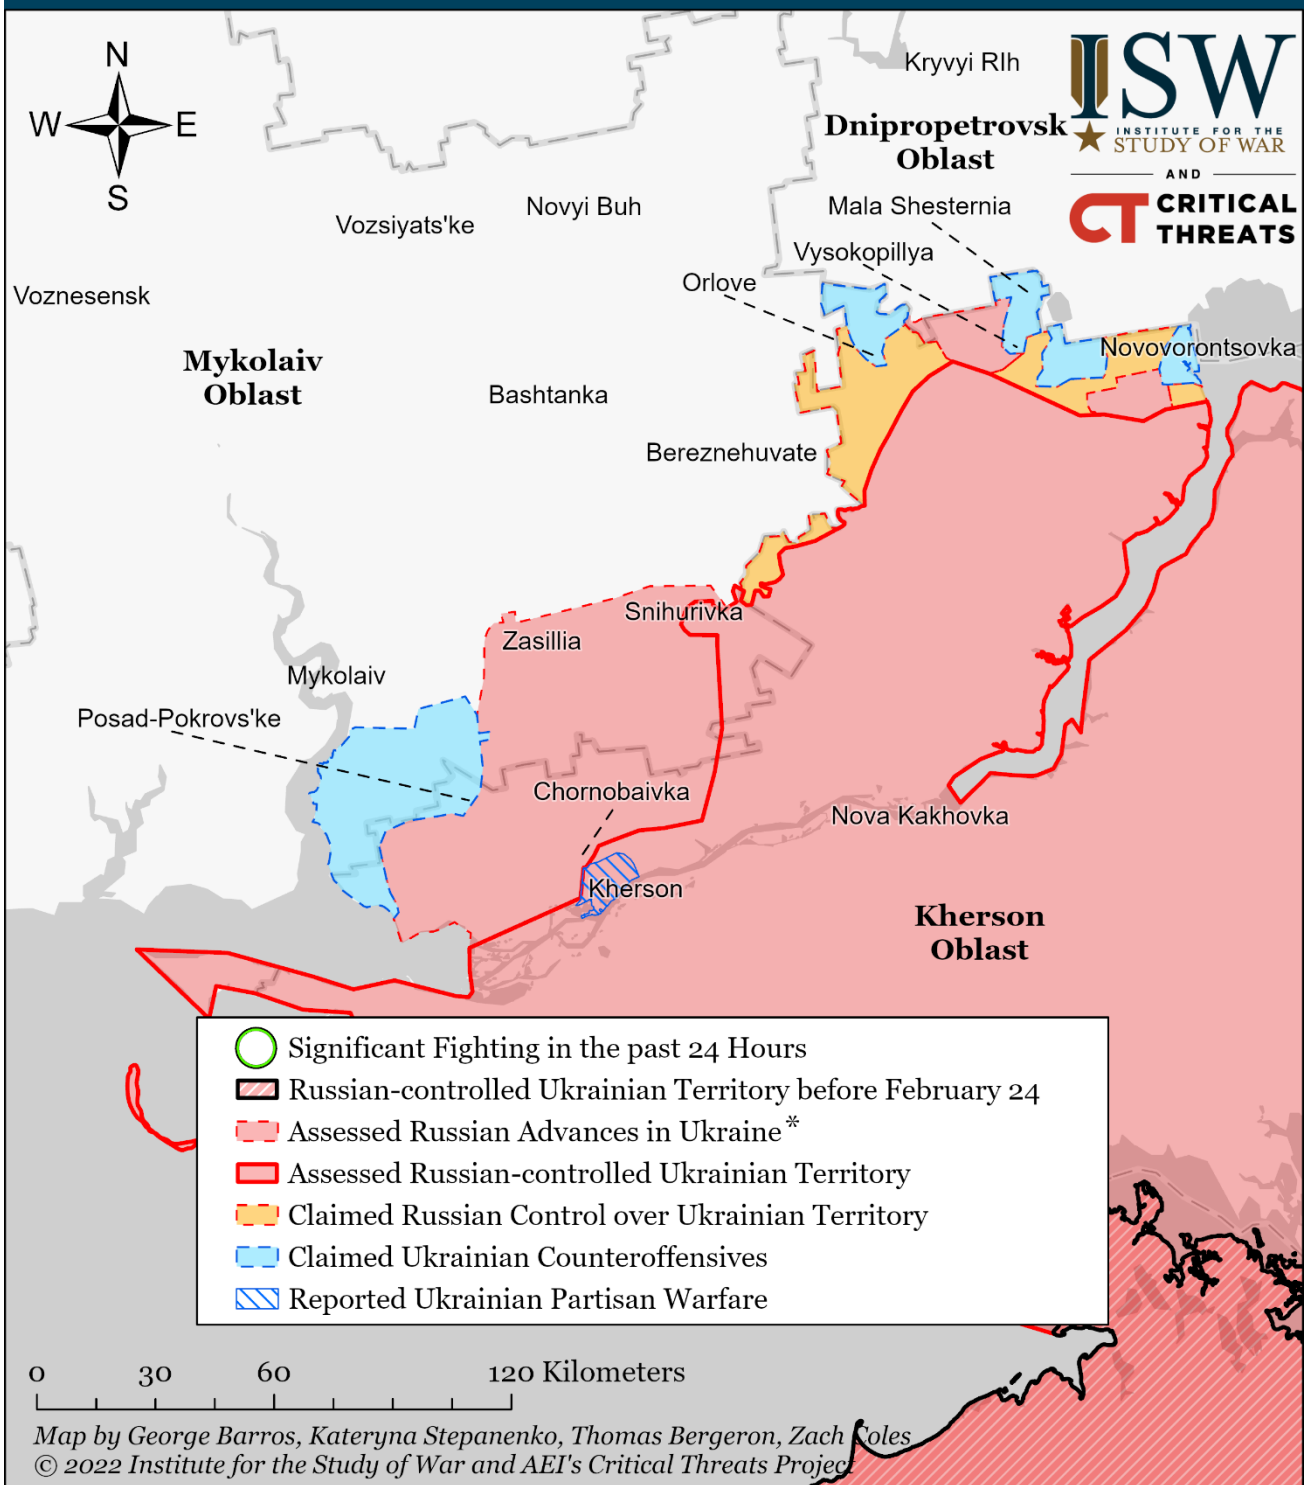 N
W
E
S
Kryvyi RIh
ISW
INSTITUTE FOR THE
STUDY OF WAR
AND
CT CRITICAL
THREATS
Dnipropetrovsk
Oblast
Mala Shesternia
Novyi Buh
Vozsiyats'ke
Vysokopillya
Orlove
Voznesensk
Novovorontsovka
Mykolaiv
Oblast
Bashtanka
Bereznehuvate
Snihurivka
Zasillia
Mykolaiv
Posad-Pokrovs'ke
Chornobaivka
Nova Kakhovka
Kherson
Kherson
Oblast
Significant Fighting in the past 24 Hours
Russian-controlled Ukrainian Territory before February 24
Assessed Russian Advances in Ukraine*
Assessed Russian-controlled Ukrainian Territory
Claimed Russian Control over Ukrainian Territory
Claimed Ukrainian Counteroffensives
Reported Ukrainian Partisan Warfare
0 30 60 120 Kilometers
Map by George Barros, Kateryna Stepanenko, Thomas Bergeron, Zach Coles
© 2022 Institute for the Study of War and AEI's Critical Threats Project